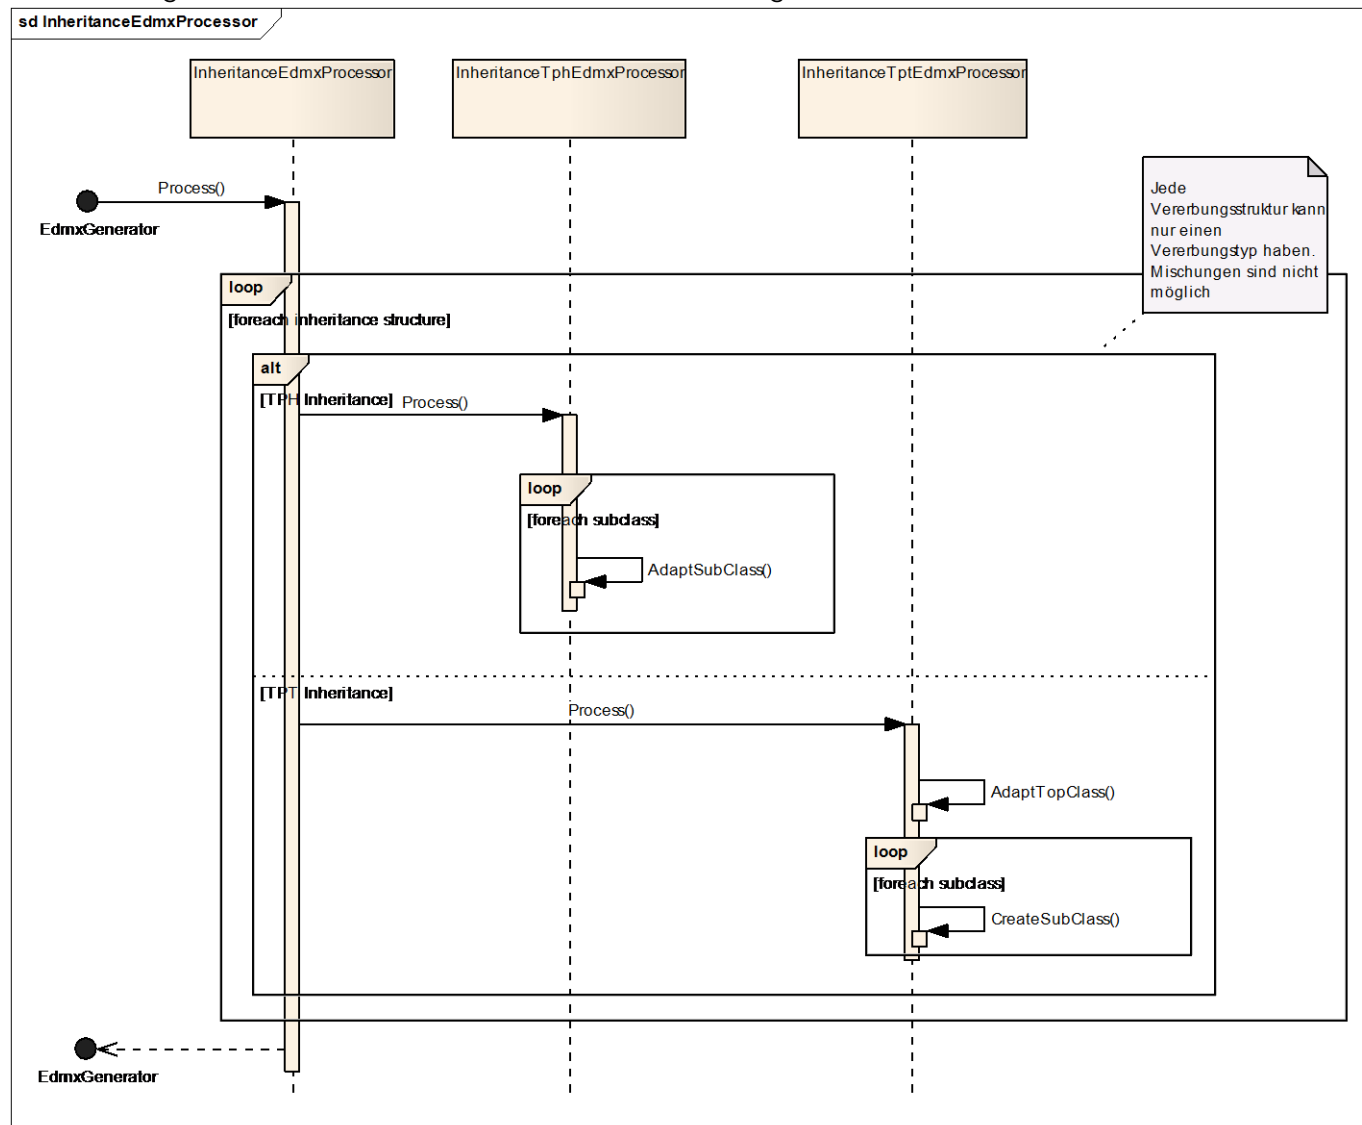 sd InheritanceEdmxProcessor
InheritanceEdmxProcessor
InheritanceTphEdmxProcessor
InheritanceTptEdmxProcessor
Jede
Vererbungsstruktur kann
nur einen
Vererbungstyp haben.
Mischungen sind nicht
möglich
Process()
EdmxGenerator
loop
[foreach inheritance structure]
alt
[TPH Inheritance]
Process()
loop
[foreach subclass]
AdaptSubClass()
[TPT Inheritance]
Process()
AdaptTopClass()
loop
[foreach subclass]
CreateSubClass()
EdmxGenerator